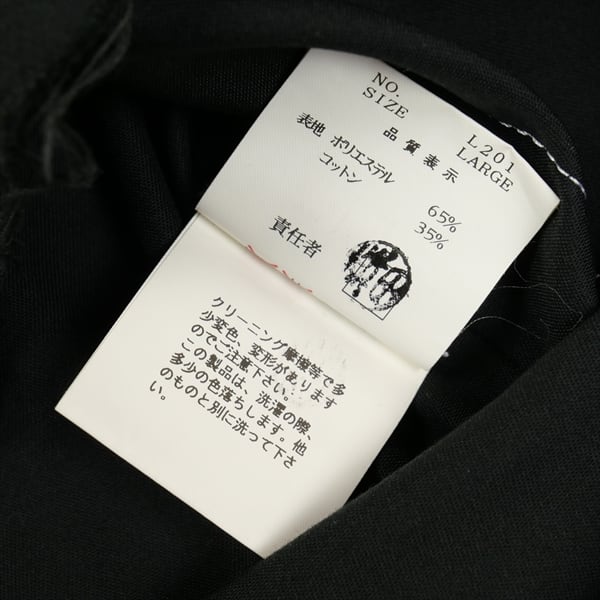 NO. L201
SIZE LARGE
品質表示
表地 ポリエステル 65%
コットン 35%
責任者
クリーニング摩擦等で多
少変色、変形があります
のでご注意下さい。
この製品は、洗濯の際、
多少の色落ちします。他
のものと別に洗って下さ
い。